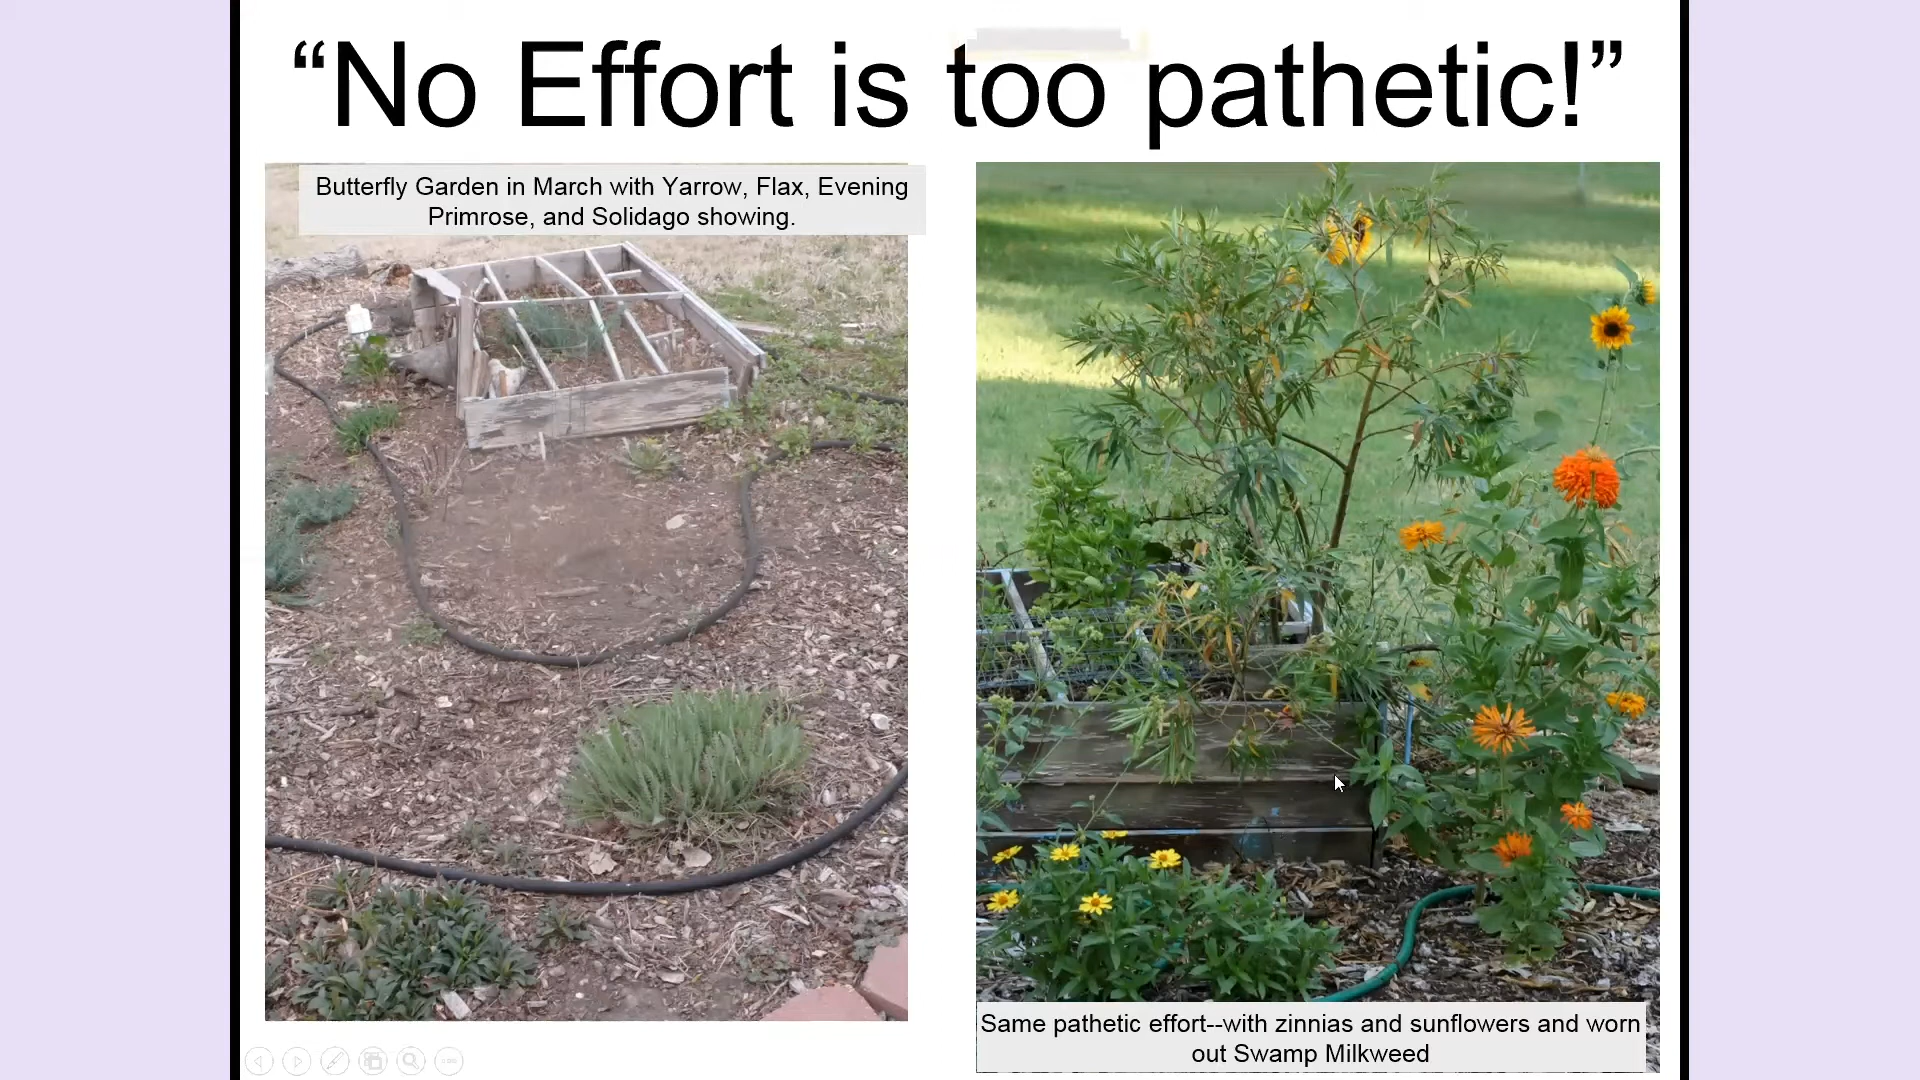 “No Effort is too pathetic!”
Butterfly Garden in March with Yarrow, Flax, Evening
Primrose, and Solidago showing.
Same pathetic effort--with zinnias and sunflowers and worn
out Swamp Milkweed